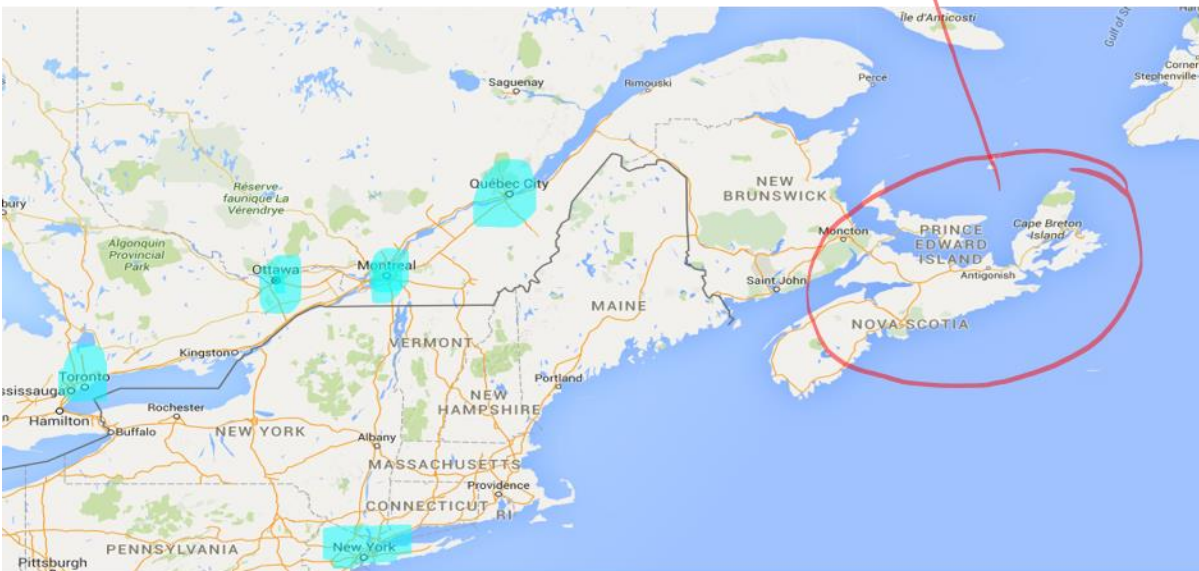 Île d'Anticosti
Gulf of St
Corner
Stephenville
Saguenay
Rimouski
Percé
Réserve
faunique La
Vérendrye
Québec City
NEW
BRUNSWICK
bury
Algonquin
Provincial
Park
Ottawa
Montreal
Moncton
PRINCE
EDWARD
ISLAND
Cape Breton
Island
Antigonish
Saint John
MAINE
NOVA SCOTIA
Kingston
VERMONT
Toronto
ssissauga
Hamilton
Rochester
Buffalo
NEW YORK
Portland
NEW
HAMPSHIRE
Albany
MASSACHUSETTS
Providence
CONNECTICUT
RI
New York
PENNSYLVANIA
Pittsburgh